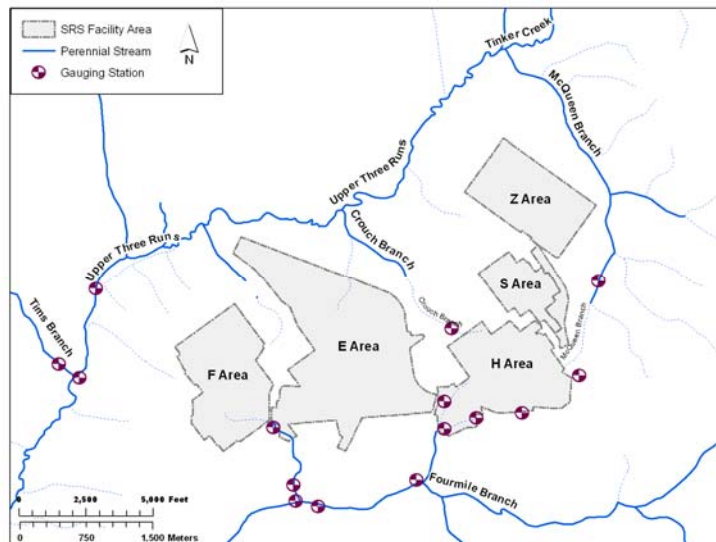 SRS Facility Area
Perennial Stream
Gauging Station
N
Tinker Creek
McQueen Branch
Upper Three Runs
Z Area
Crouch Branch
Upper Three Runs
S Area
Crouch Branch
McQueen Branch
Tims Branch
E Area
H Area
F Area
Fourmile Branch
0 2,500 5,000 Feet
0 750 1,500 Meters